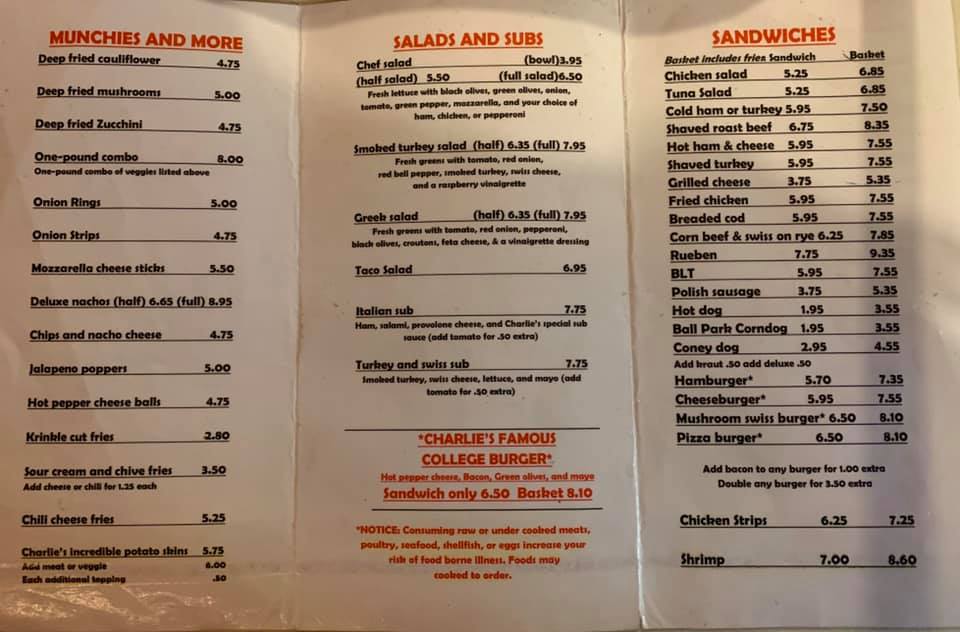 MUNCHIES AND MORE
Deep fried cauliflower 4.75
Deep fried mushrooms 5.00
Deep fried Zucchini 4.75
One-pound combo 8.00
One-pound combo of veggies listed above
Onion Rings 5.00
Onion Strips 4.75
Mozzarella cheese sticks 5.50
Deluxe nachos (half) 6.65 (full) 8.95
Chips and nacho cheese 4.75
Jalapeno poppers 5.00
Hot pepper cheese balls 4.75
Krinkle cut fries 2.80
Sour cream and chive fries 3.50
Add cheese or chili for 1.25 each
Chili cheese fries 5.25
Charlie's incredible potato skins 5.75
Add meat or veggie 6.00
Each additional topping .50
SALADS AND SUBS
Chef salad (bowl)3.95
(half salad) 5.50 (full salad)6.50
Fresh lettuce with black olives, green olives, onion,
tomato, green pepper, mozzarella, and your choice of
ham, chicken, or pepperoni
Smoked turkey salad (half) 6.35 (full) 7.95
Fresh greens with tomato, red onion,
red bell pepper, smoked turkey, swiss cheese,
and a raspberry vinaigrette
Greek salad (half) 6.35 (full) 7.95
Fresh greens with tomato, red onion, pepperoni,
black olives, croutons, feta cheese, & a vinaigrette dressing
Taco Salad 6.95
Italian sub 7.75
Ham, salami, provolone cheese, and Charlie's special sub
sauce (add tomato for .50 extra)
Turkey and swiss sub 7.75
Smoked turkey, swiss cheese, lettuce, and mayo (add
tomato for .50 extra)
*CHARLIE'S FAMOUS
COLLEGE BURGER*
Hot pepper cheese, Bacon, Green olives, and mayo
Sandwich only 6.50 Basket 8.10
*NOTICE: Consuming raw or under cooked meats,
poultry, seafood, shellfish, or eggs increase your
risk of food borne illness. Foods may
cooked to order.
SANDWICHES
Basket includes fries Sandwich Basket
Chicken salad 5.25 6.85
Tuna Salad 5.25 6.85
Cold ham or turkey 5.95 7.50
Shaved roast beef 6.75 8.35
Hot ham & cheese 5.95 7.55
Shaved turkey 5.95 7.55
Grilled cheese 3.75 5.35
Fried chicken 5.95 7.55
Breaded cod 5.95 7.55
Corn beef & swiss on rye 6.25 7.85
Rueben 7.75 9.35
BLT 5.95 7.55
Polish sausage 3.75 5.35
Hot dog 1.95 3.55
Ball Park Corndog 1.95 3.55
Coney dog 2.95 4.55
Add kraut .50 add deluxe .50
Hamburger* 5.70 7.35
Cheeseburger* 5.95 7.55
Mushroom swiss burger* 6.50 8.10
Pizza burger* 6.50 8.10
Add bacon to any burger for 1.00 extra
Double any burger for 3.50 extra
Chicken Strips 6.25 7.25
Shrimp 7.00 8.60